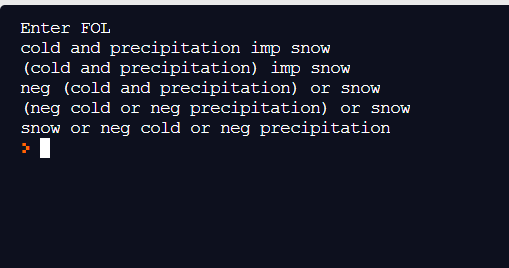 Enter FOL
cold and precipitation imp snow
(cold and precipitation) imp snow
neg (cold and precipitation) or snow
(neg cold or neg precipitation) or snow
snow or neg cold or neg precipitation
>